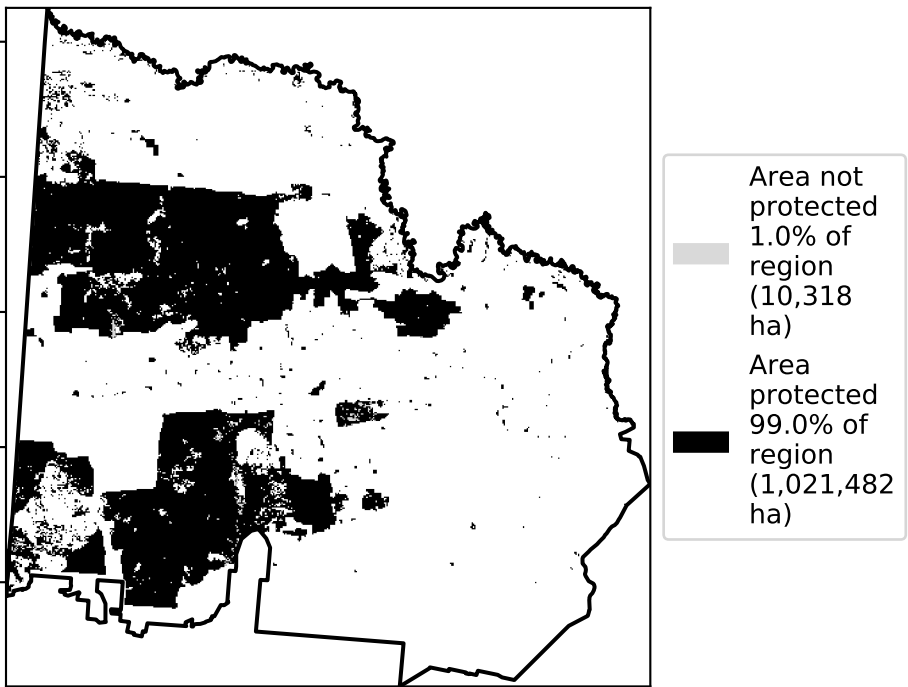 Area not
protected
1.0% of
region
(10,318
ha)
Area
protected
99.0% of
region
(1,021,482
ha)